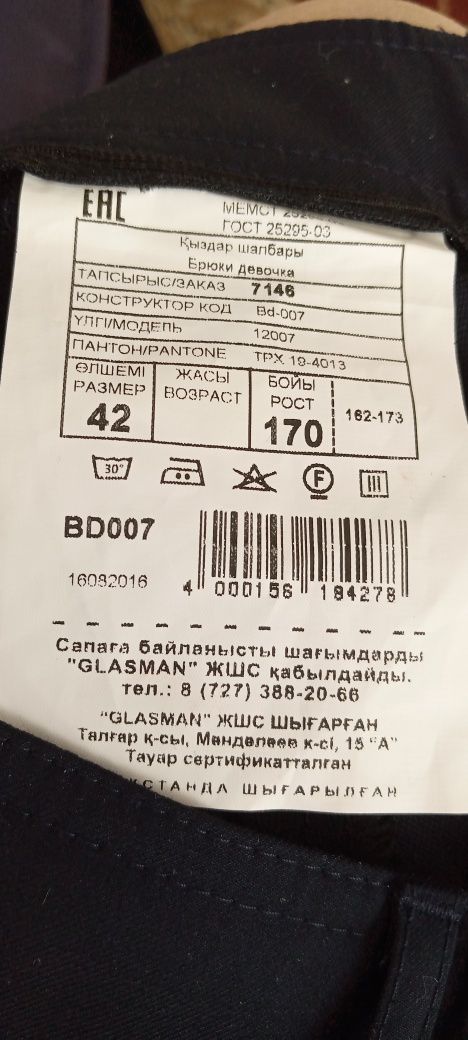 ЕАС
МЕМСТ
ГОСТ 25295-03
Қыздар шалбары
Брюки девочка
ТАПСЫРЫС/ЗАКАЗ 7146
КОНСТРУКТОР КОД Bd-007
ҮЛГІ/МОДЕЛЬ 12007
ПАНТОН/PANTONE TPX 19-4013
ӨЛШЕМІ ЖАСЫ БОЙЫ
РАЗМЕР ВОЗРАСТ РОСТ
42 170 162-173
30° F
BD007
16082016
4 000156 184278
Сапаға байланысты шағымдарды
"GLASMAN" ЖШС қабылдайды.
тел.: 8 (727) 388-20-66
"GLASMAN" ЖШС ШЫҒАРҒАН
Талғар қ-сы, Менделеев к-сі, 15 "А"
Тауар сертификатталған
ШЫҒАРЫЛҒАН